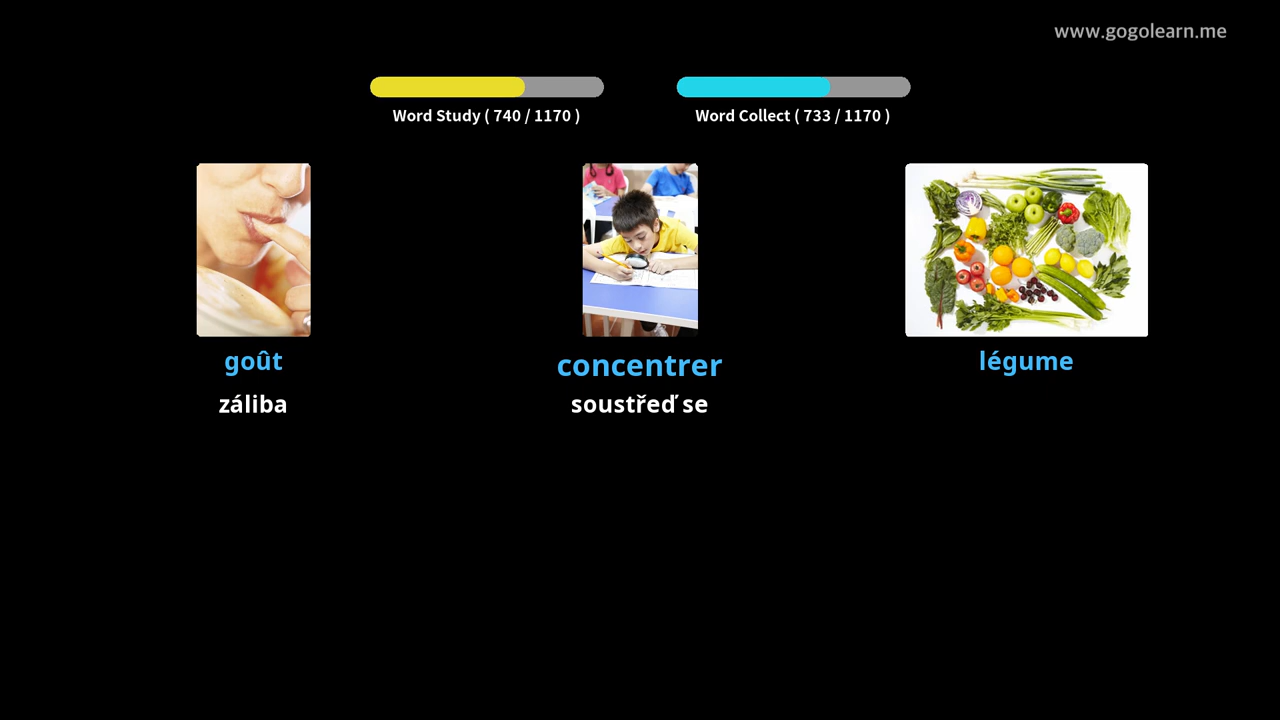 www.gogolearn.me
Word Study ( 740 / 1170 )
Word Collect ( 733 / 1170 )
goût
concentrer
légume
záliba
soustřeď se